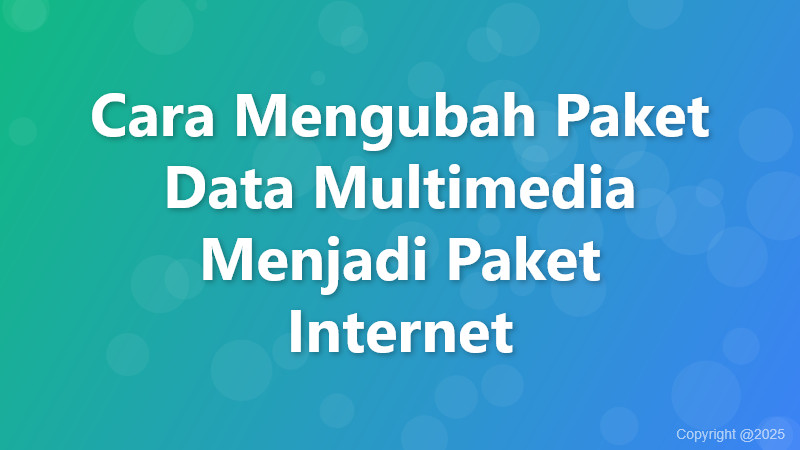 Cara Mengubah Paket
Data Multimedia
Menjadi Paket
Internet
Copyright @2025